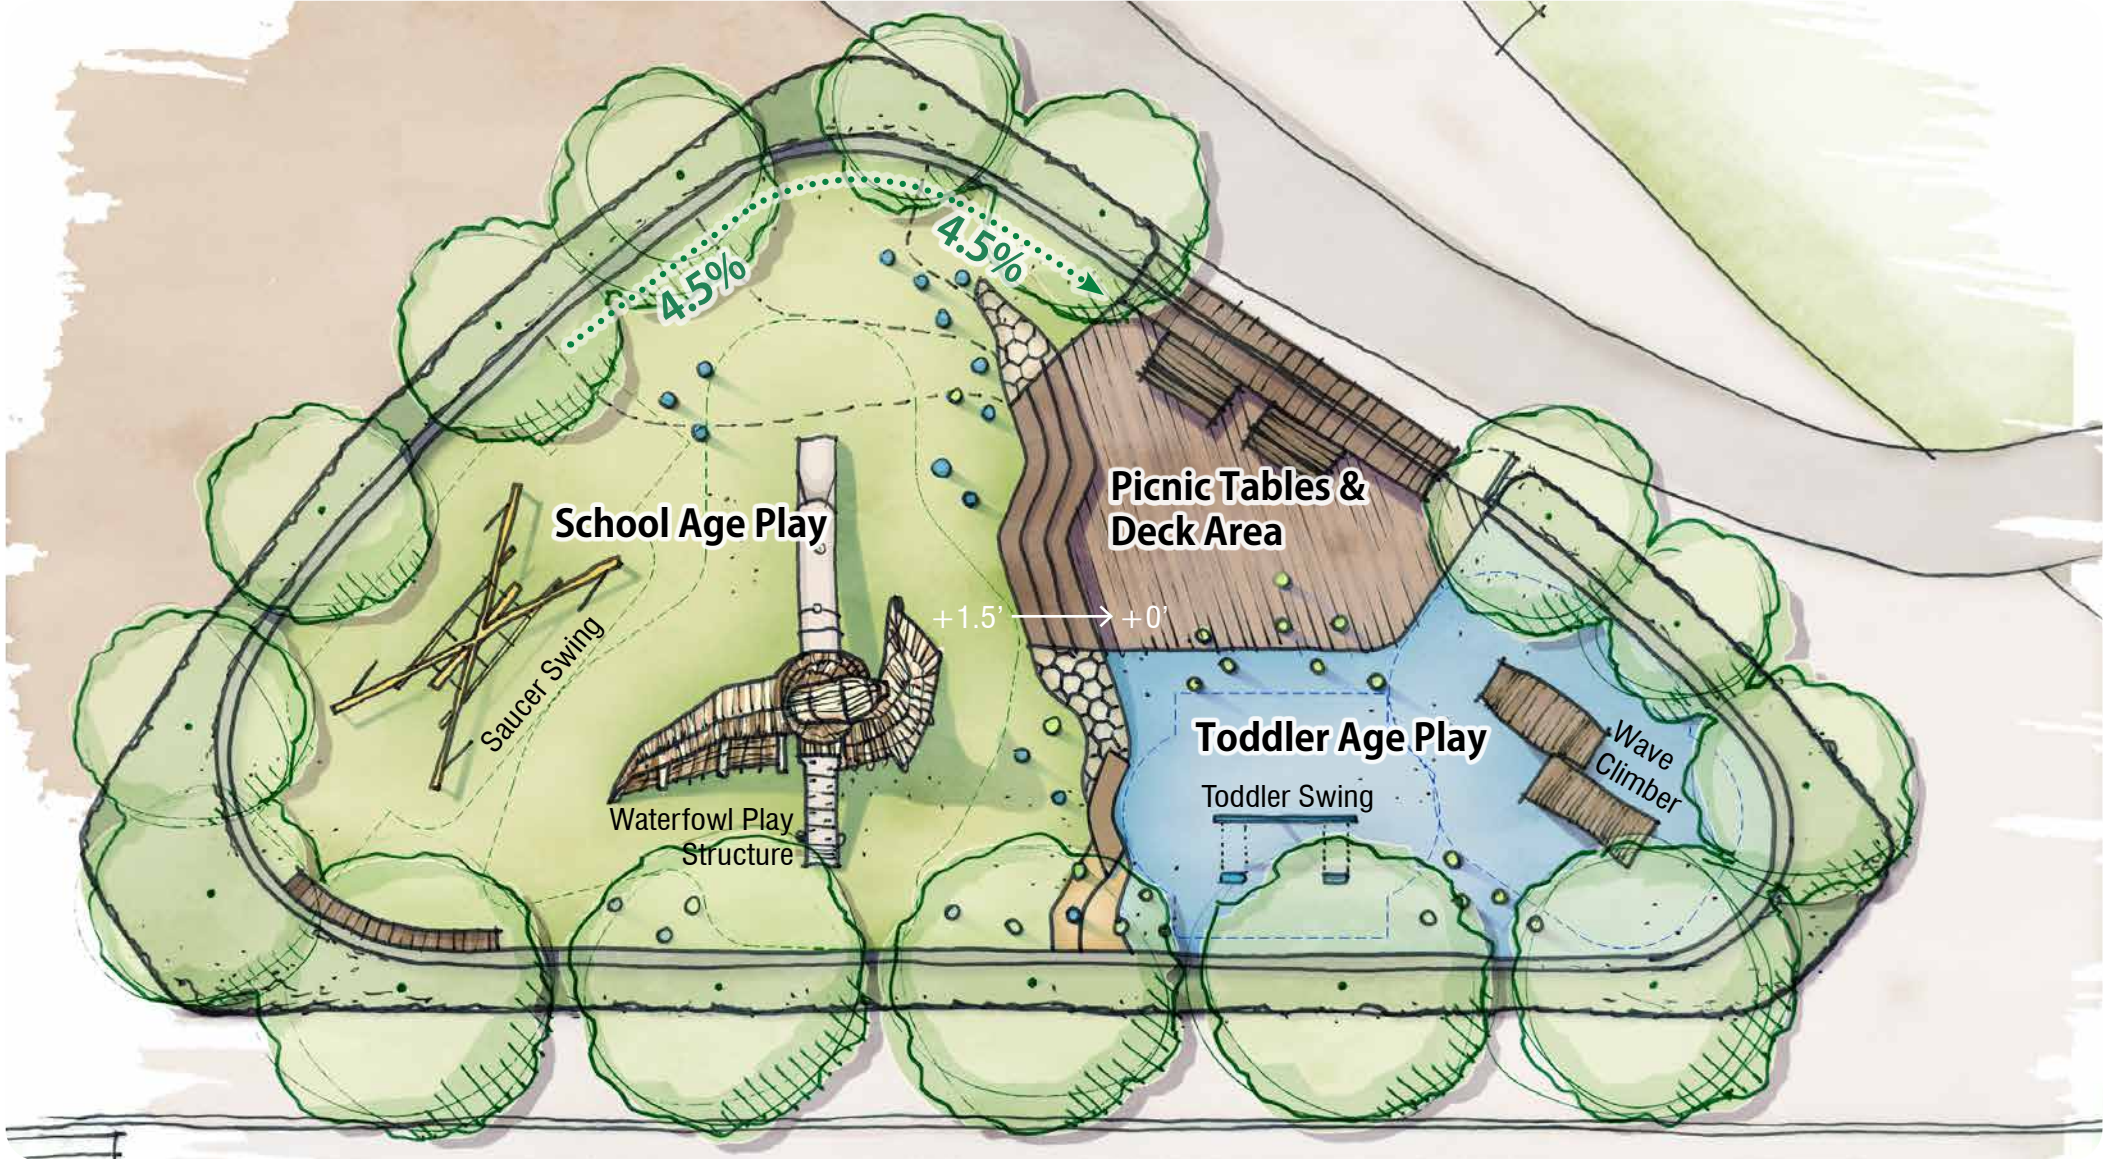 4.5%
4.5%
School Age Play
Picnic Tables &
Deck Area
Saucer Swing
+1.5’
+0’
Toddler Age Play
Wave
Climber
Toddler Swing
Waterfowl Play
Structure